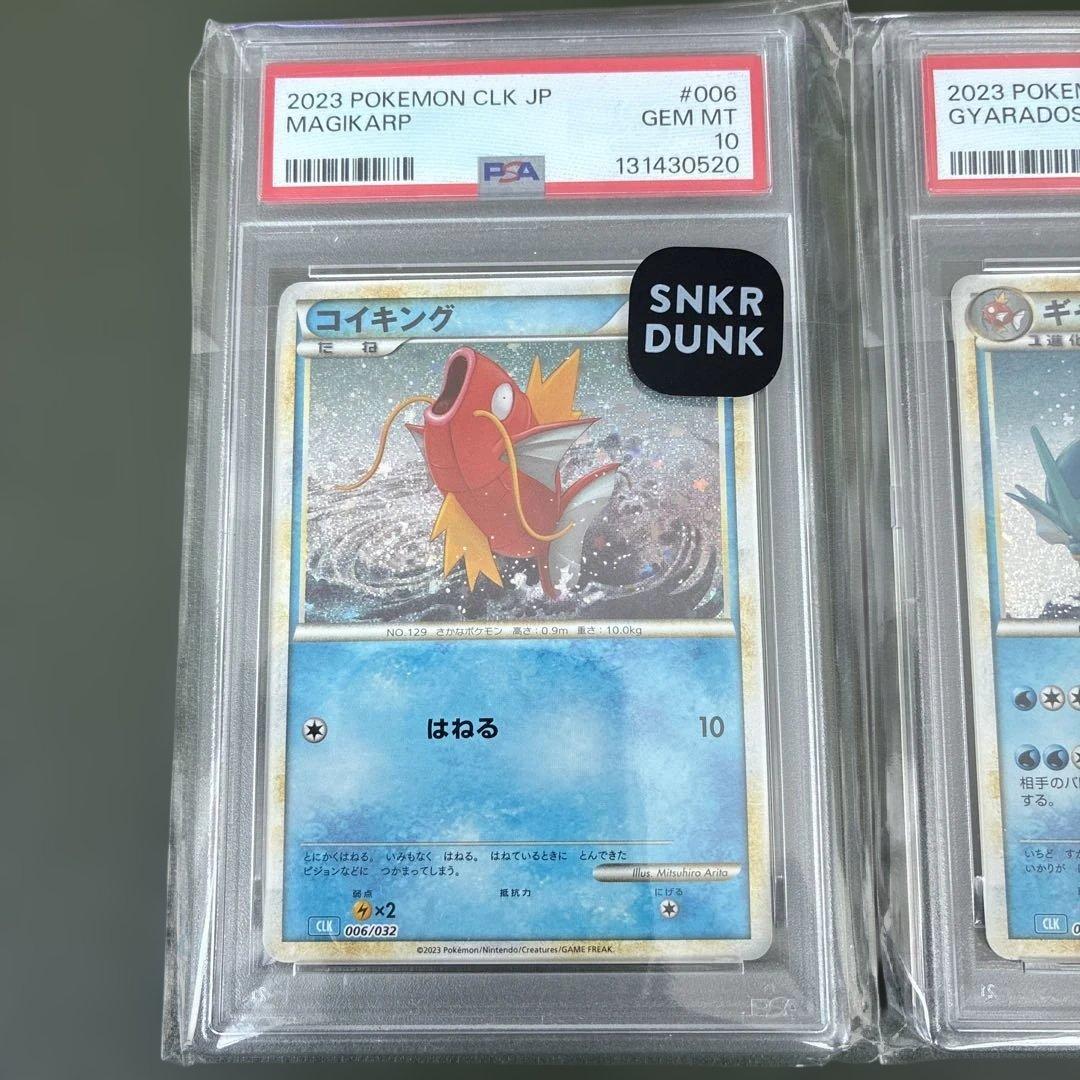 2023 POKEMON CLK JP
#006
MAGIKARP
GEM MT
10
PSA
131430520
SNKR
DUNK
コイキング
たね
NO.129 さかなポケモン 高さ:0.9m 重さ:10.0kg
はねる
10
とにかくはねる。 いみもなく はねる。 はねているときに とんできた
ピジョンなどに つかまってしまう。
Illus. Mitsuhiro Arita
弱点
抵抗力
にげる
×2
CLK
006/032
©2023 Pokémon/Nintendo/Creatures/GAME FREAK.
PSA
2023 POKEM
GYARADOS
1進化
相手のバ
する。
いちど
いかりが
CLK